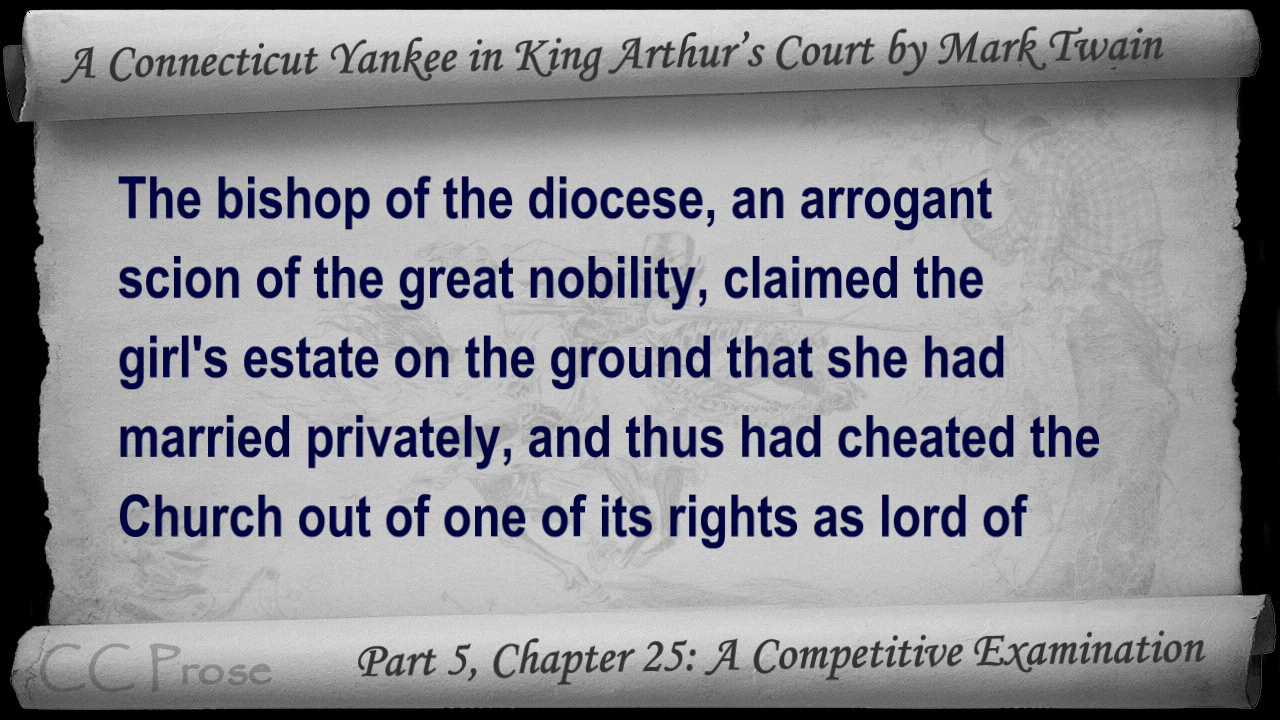 A Connecticut Yankee in King Arthur's Court by Mark Twain
The bishop of the diocese, an arrogant
scion of the great nobility, claimed the
girl's estate on the ground that she had
married privately, and thus had cheated the
Church out of one of its rights as lord of
CC Prose
Part 5, Chapter 25: A Competitive Examination